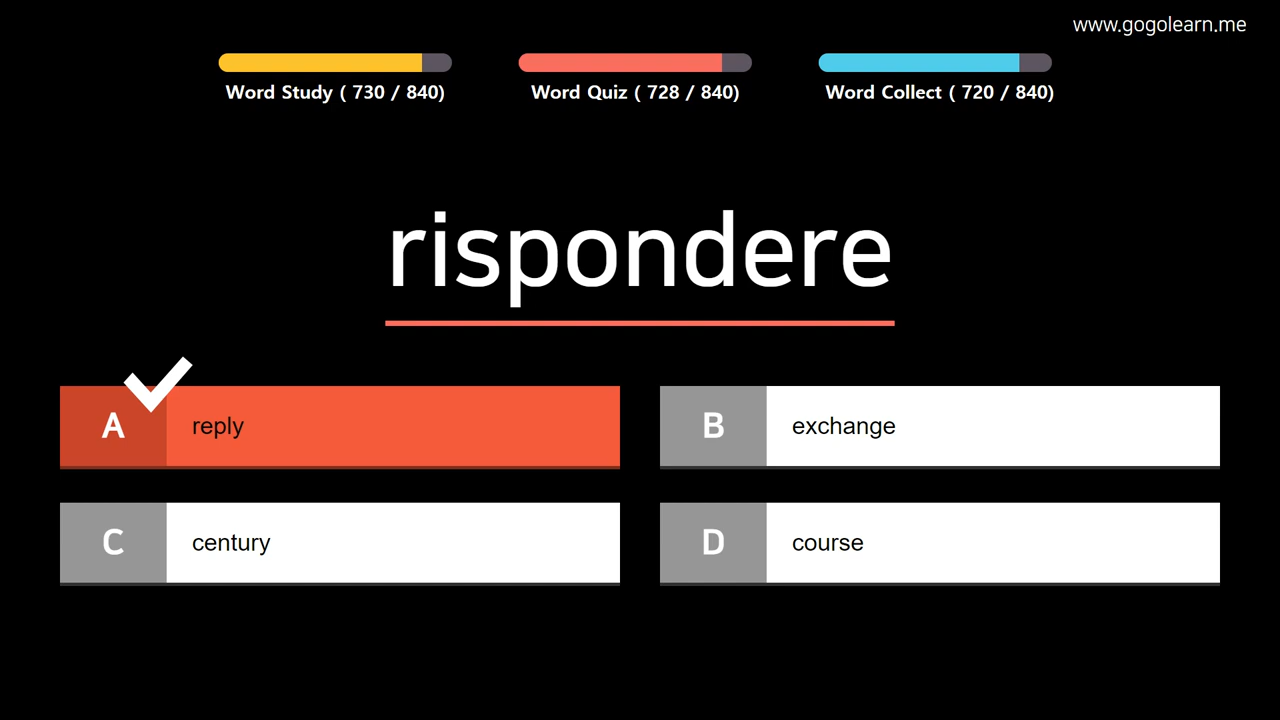 www.gogolearn.me
Word Study ( 730 / 840)
Word Quiz ( 728 / 840)
Word Collect ( 720 / 840)
rispondere
A reply
B exchange
C century
D course